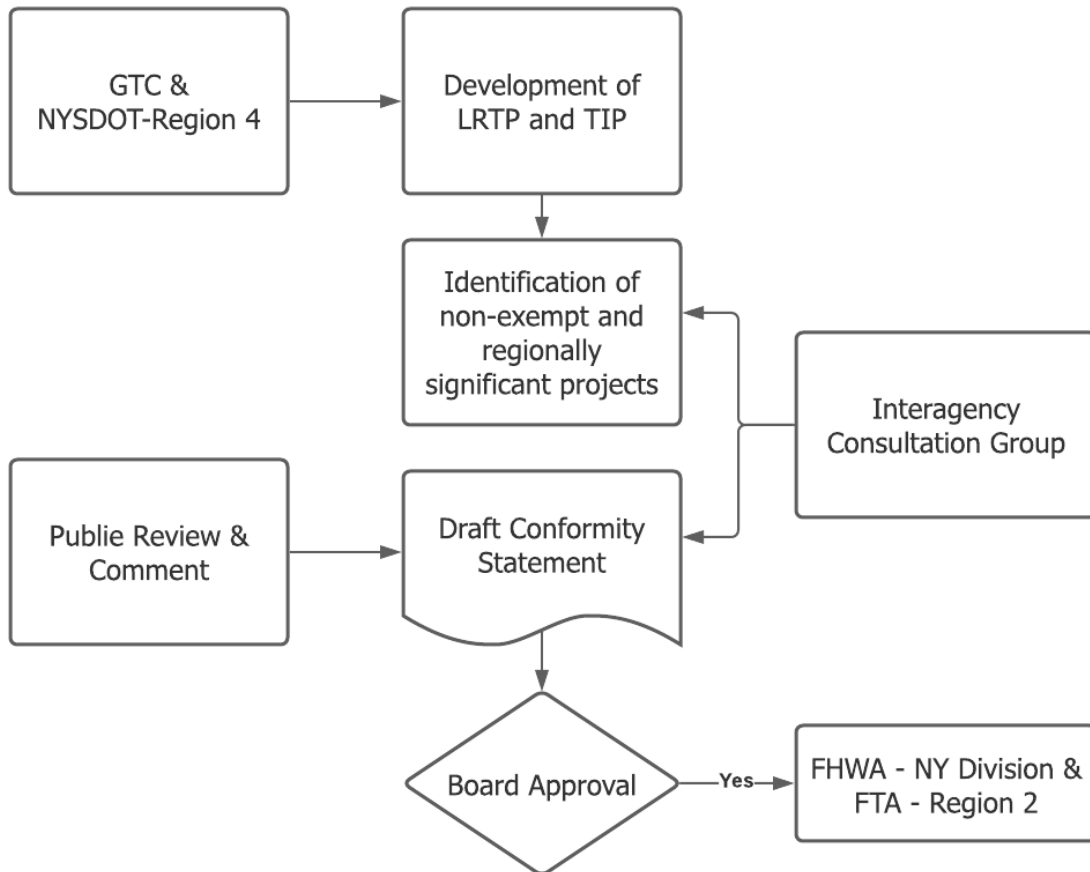 GTC &
NYSDOT-Region 4
Development of
LRTP and TIP
Identification of
non-exempt and
regionally
significant projects
Interagency
Consultation Group
Publie Review &
Comment
Draft Conformity
Statement
Board Approval
Yes
FHWA - NY Division &
FTA - Region 2